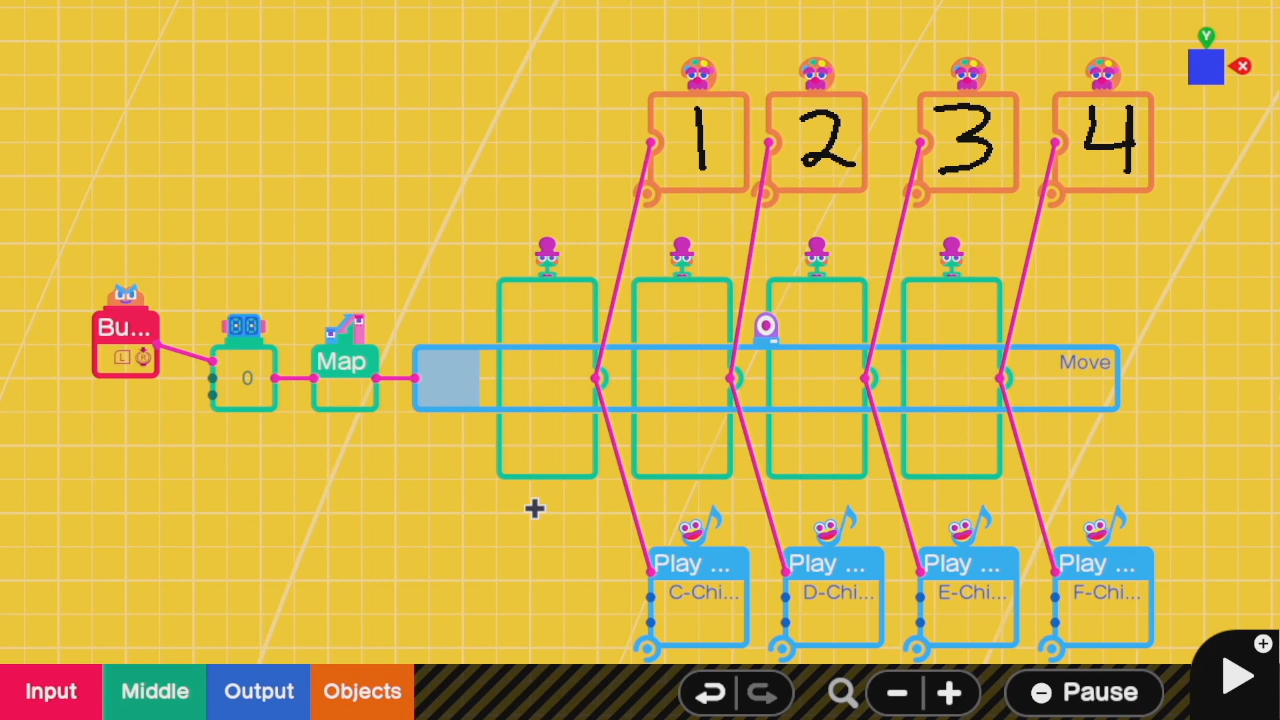 Y
X
1 2 3 4
Bu...
L
0
Map
Move
Play ... Play ... Play ... Play ...
C-Chi... D-Chi... E-Chi... F-Chi...
Input Middle Output Objects
Pause